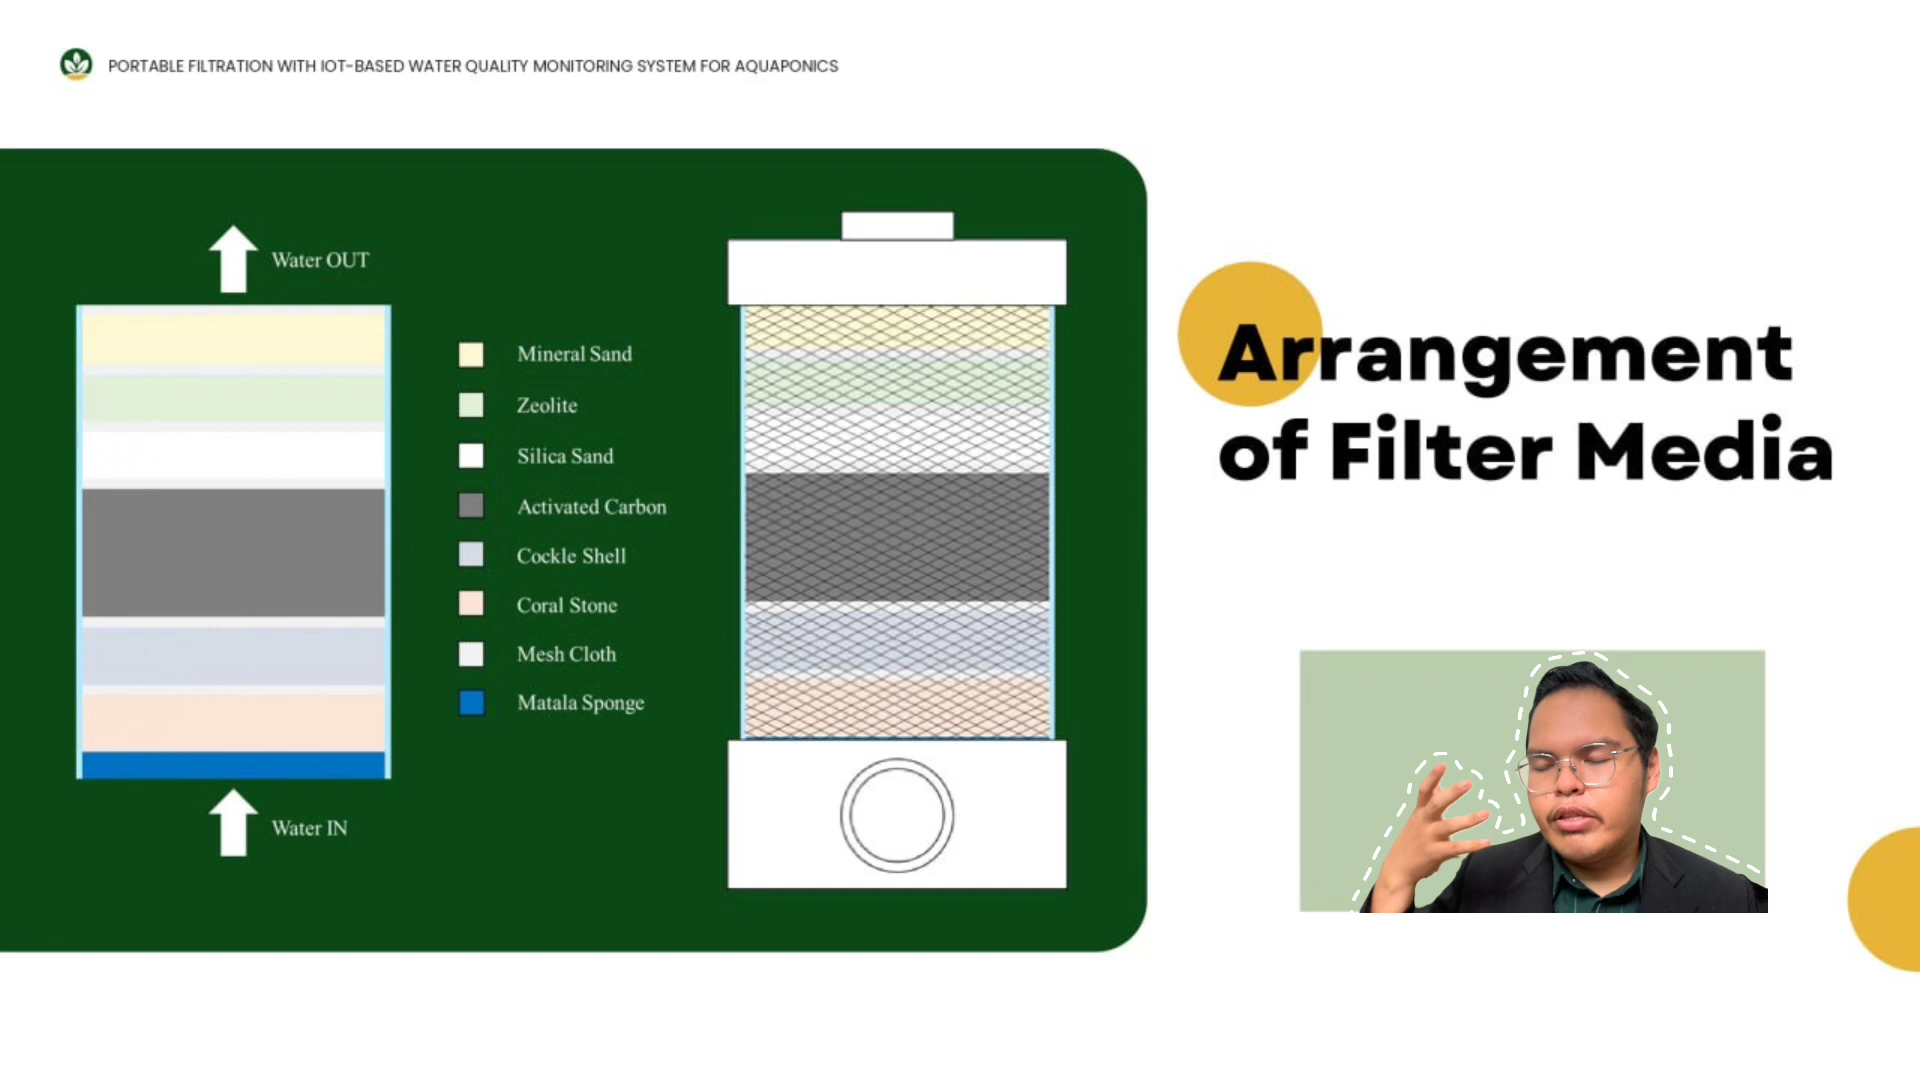 PORTABLE FILTRATION WITH IOT-BASED WATER QUALITY MONITORING SYSTEM FOR AQUAPONICS
Water OUT
Mineral Sand
Zeolite
Silica Sand
Activated Carbon
Cockle Shell
Coral Stone
Mesh Cloth
Matala Sponge
Water IN
Arrangement
of Filter Media